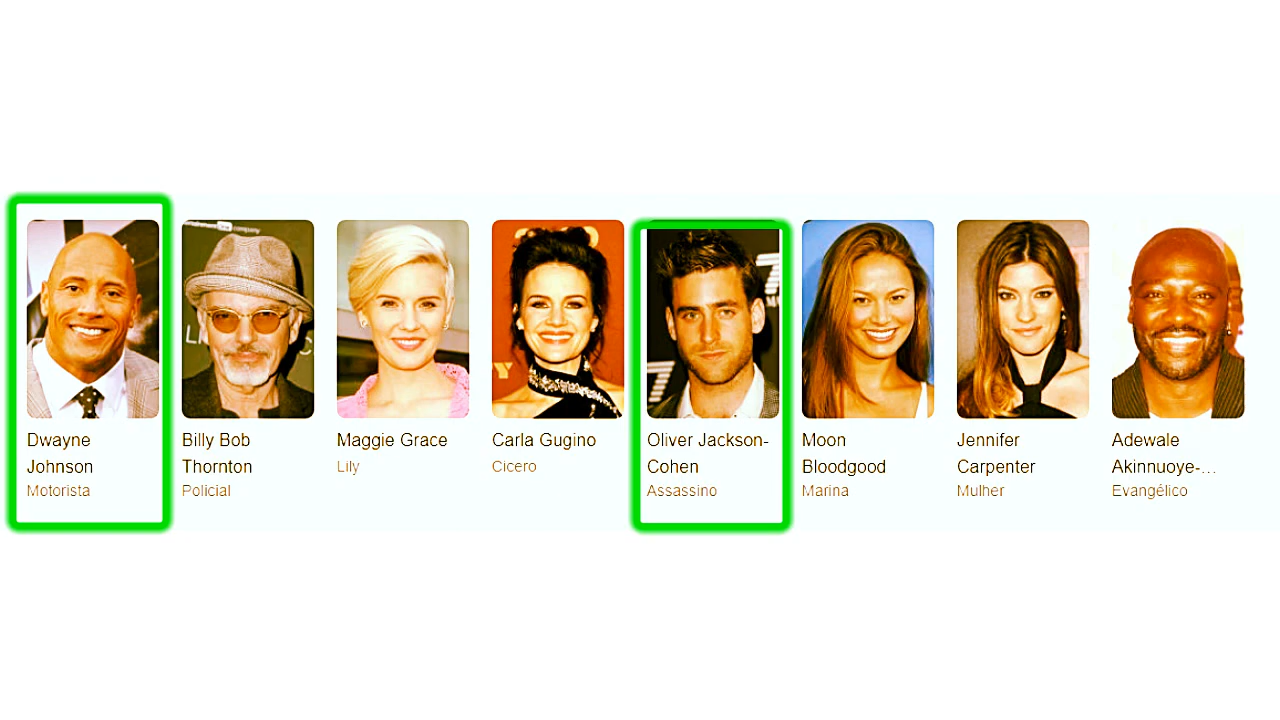 Dwayne
Johnson
Motorista
Billy Bob
Thornton
Policial
Maggie Grace
Lily
Carla Gugino
Cicero
Oliver Jackson-
Cohen
Assassino
Moon
Bloodgood
Marina
Jennifer
Carpenter
Mulher
Adewale
Akinnuoye-...
Evangélico